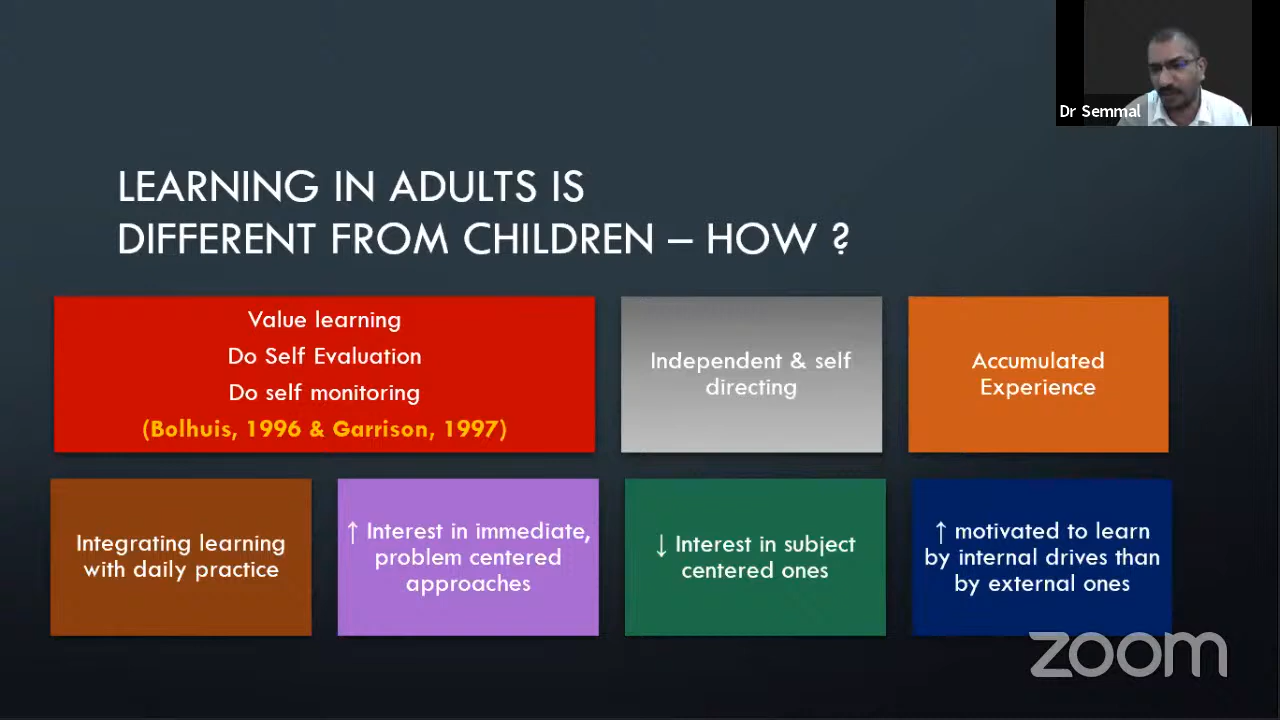 Dr Semmal
LEARNING IN ADULTS IS
DIFFERENT FROM CHILDREN – HOW ?
Value learning
Do Self Evaluation
Do self monitoring
(Bolhuis, 1996 & Garrison, 1997)
Independent & self
directing
Accumulated
Experience
Integrating learning
with daily practice
↑ Interest in immediate,
problem centered
approaches
↓ Interest in subject
centered ones
↑ motivated to learn
by internal drives than
by external ones
zoom